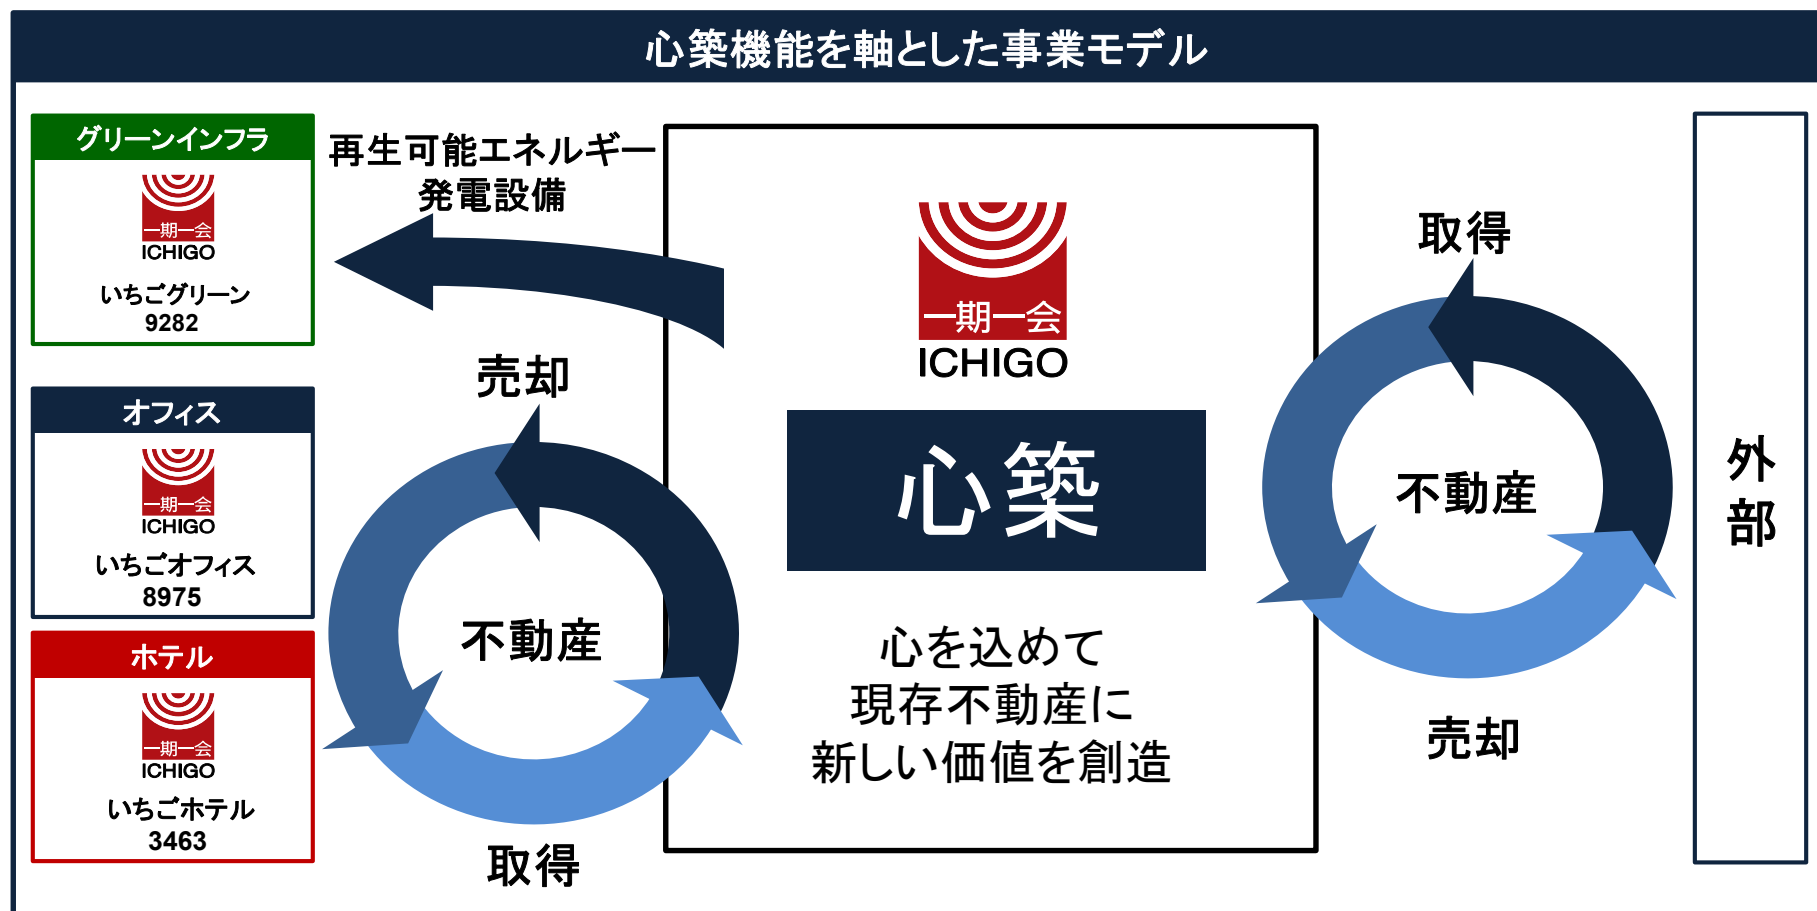 心築機能を軸とした事業モデル
グリーンインフラ
一期一会
ICHIGO
いちごグリーン
9282
再生可能エネルギー
発電設備
オフィス
一期一会
ICHIGO
いちごオフィス
8975
ホテル
一期一会
ICHIGO
いちごホテル
3463
売却
不動産
取得
一期一会
ICHIGO
心築
心を込めて
現存不動産に
新しい価値を創造
取得
不動産
売却
外
部